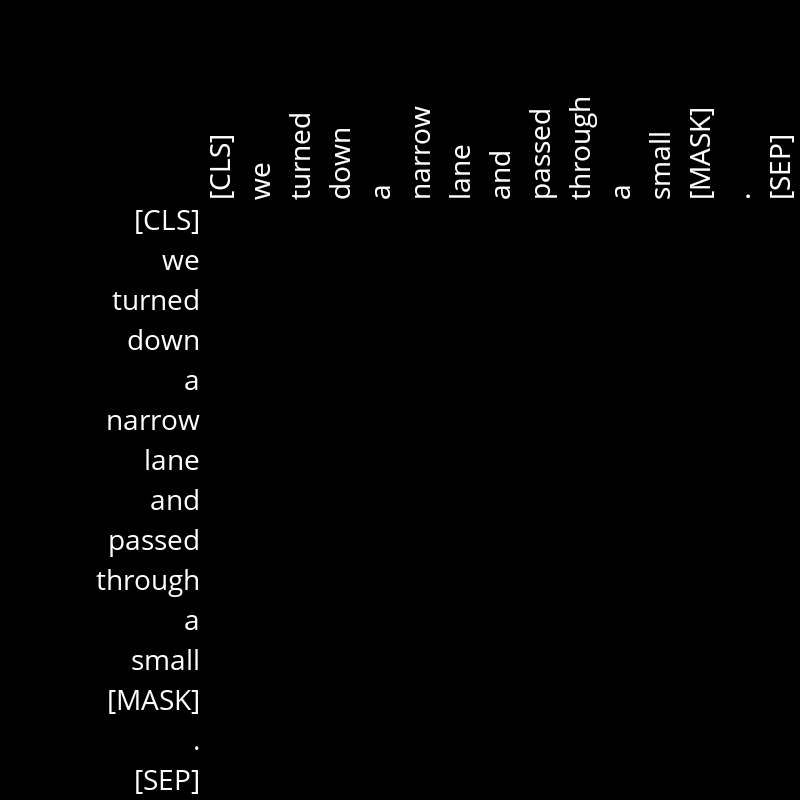 [CLS] we turned down a narrow lane and passed through a small [MASK] . [SEP]
[CLS]
we
turned
down
a
narrow
lane
and
passed
through
a
small
[MASK]
.
[SEP]